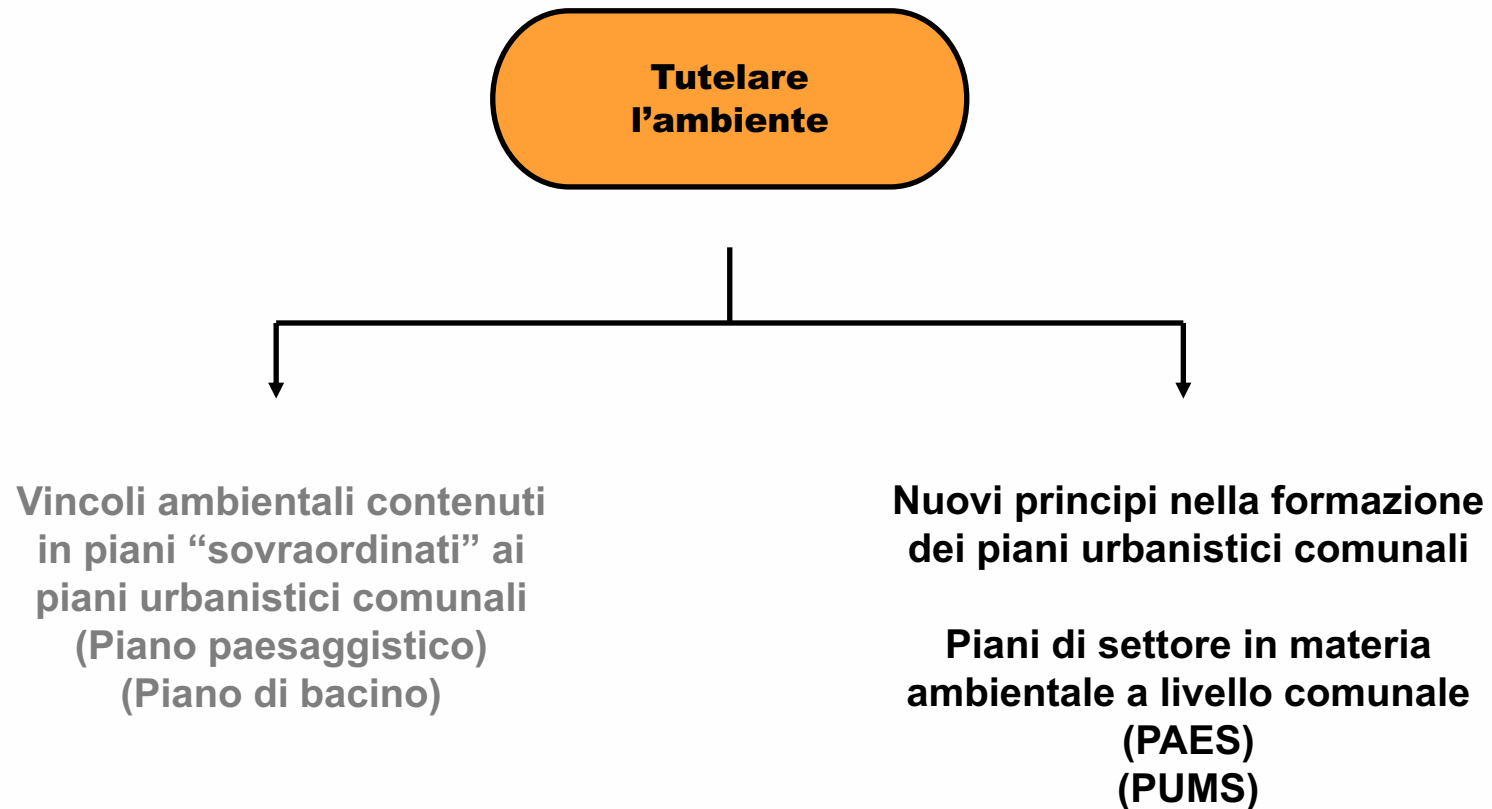 Tutelare
l’ambiente
Vincoli ambientali contenuti
in piani “sovraordinati” ai
piani urbanistici comunali
(Piano paesaggistico)
(Piano di bacino)
Nuovi principi nella formazione
dei piani urbanistici comunali
Piani di settore in materia
ambientale a livello comunale
(PAES)
(PUMS)